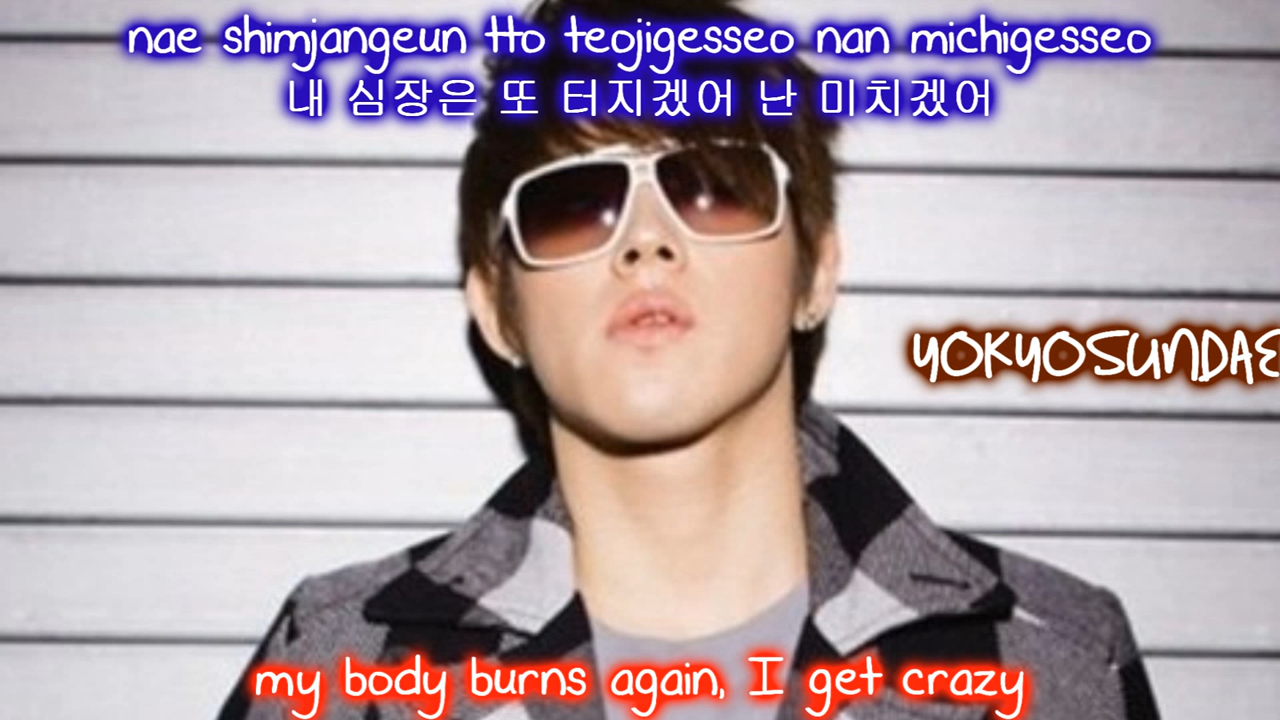 nae shimjangeun tto teojigesseo nan michigesseo
내 심장은 또 터지겠어 난 미치겠어
YOKYOSUNDAE
my body burns again, I get crazy